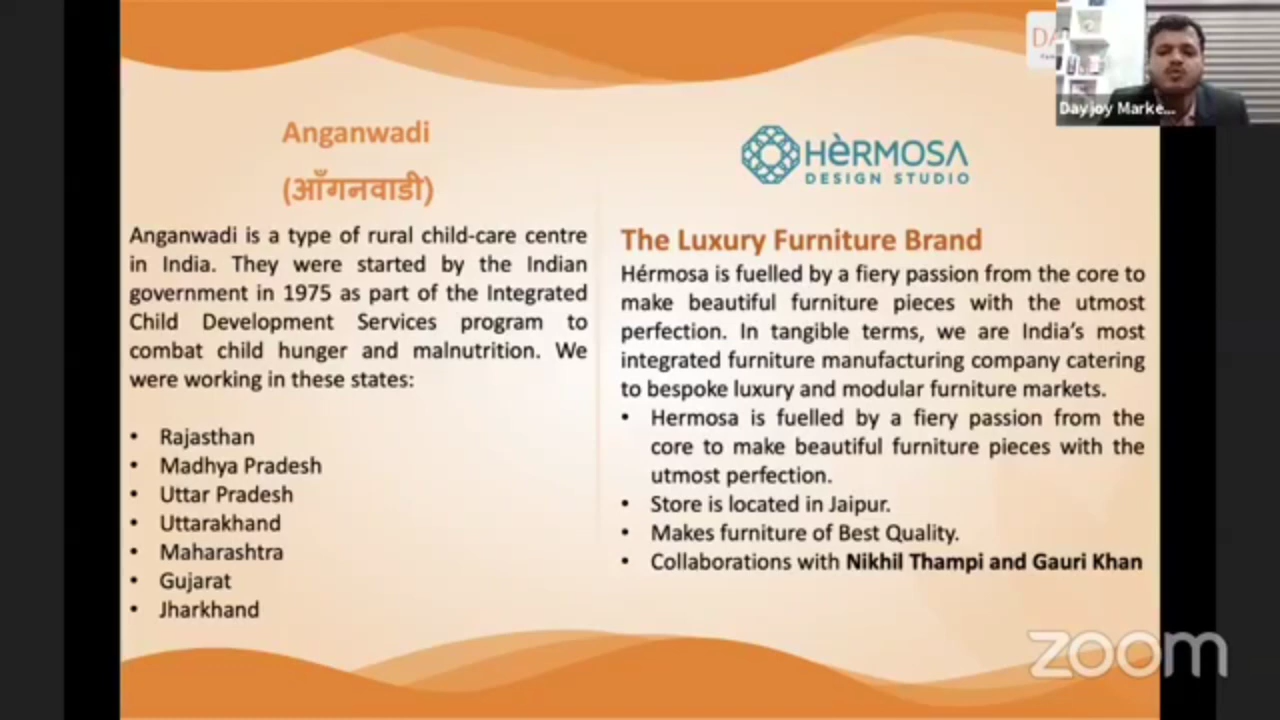 Anganwadi
(आँगनवाडी)
Anganwadi is a type of rural child-care centre
in India. They were started by the Indian
government in 1975 as part of the Integrated
Child Development Services program to
combat child hunger and malnutrition. We
were working in these states:
• Rajasthan
• Madhya Pradesh
• Uttar Pradesh
• Uttarakhand
• Maharashtra
• Gujarat
• Jharkhand
HèRMOSA
DESIGN STUDIO
The Luxury Furniture Brand
Hérmosa is fuelled by a fiery passion from the core to
make beautiful furniture pieces with the utmost
perfection. In tangible terms, we are India's most
integrated furniture manufacturing company catering
to bespoke luxury and modular furniture markets.
• Hermosa is fuelled by a fiery passion from the
core to make beautiful furniture pieces with the
utmost perfection.
• Store is located in Jaipur.
• Makes furniture of Best Quality.
• Collaborations with Nikhil Thampi and Gauri Khan
DA
Dayjoy Marke...
zoom